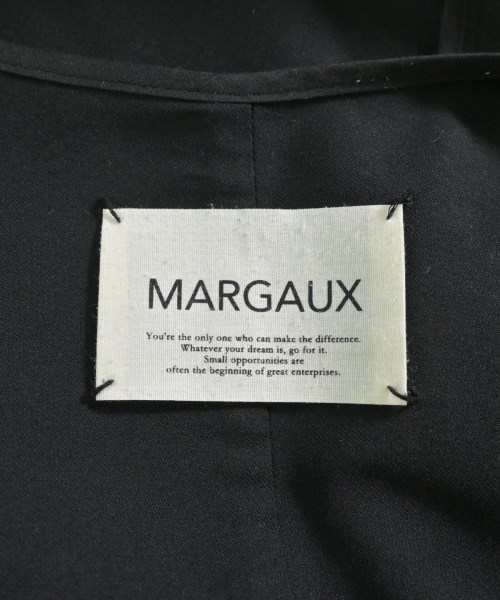 MARGAUX
You're the only one who can make the difference.
Whatever your dream is, go for it.
Small opportunities are
often the beginning of great enterprises.